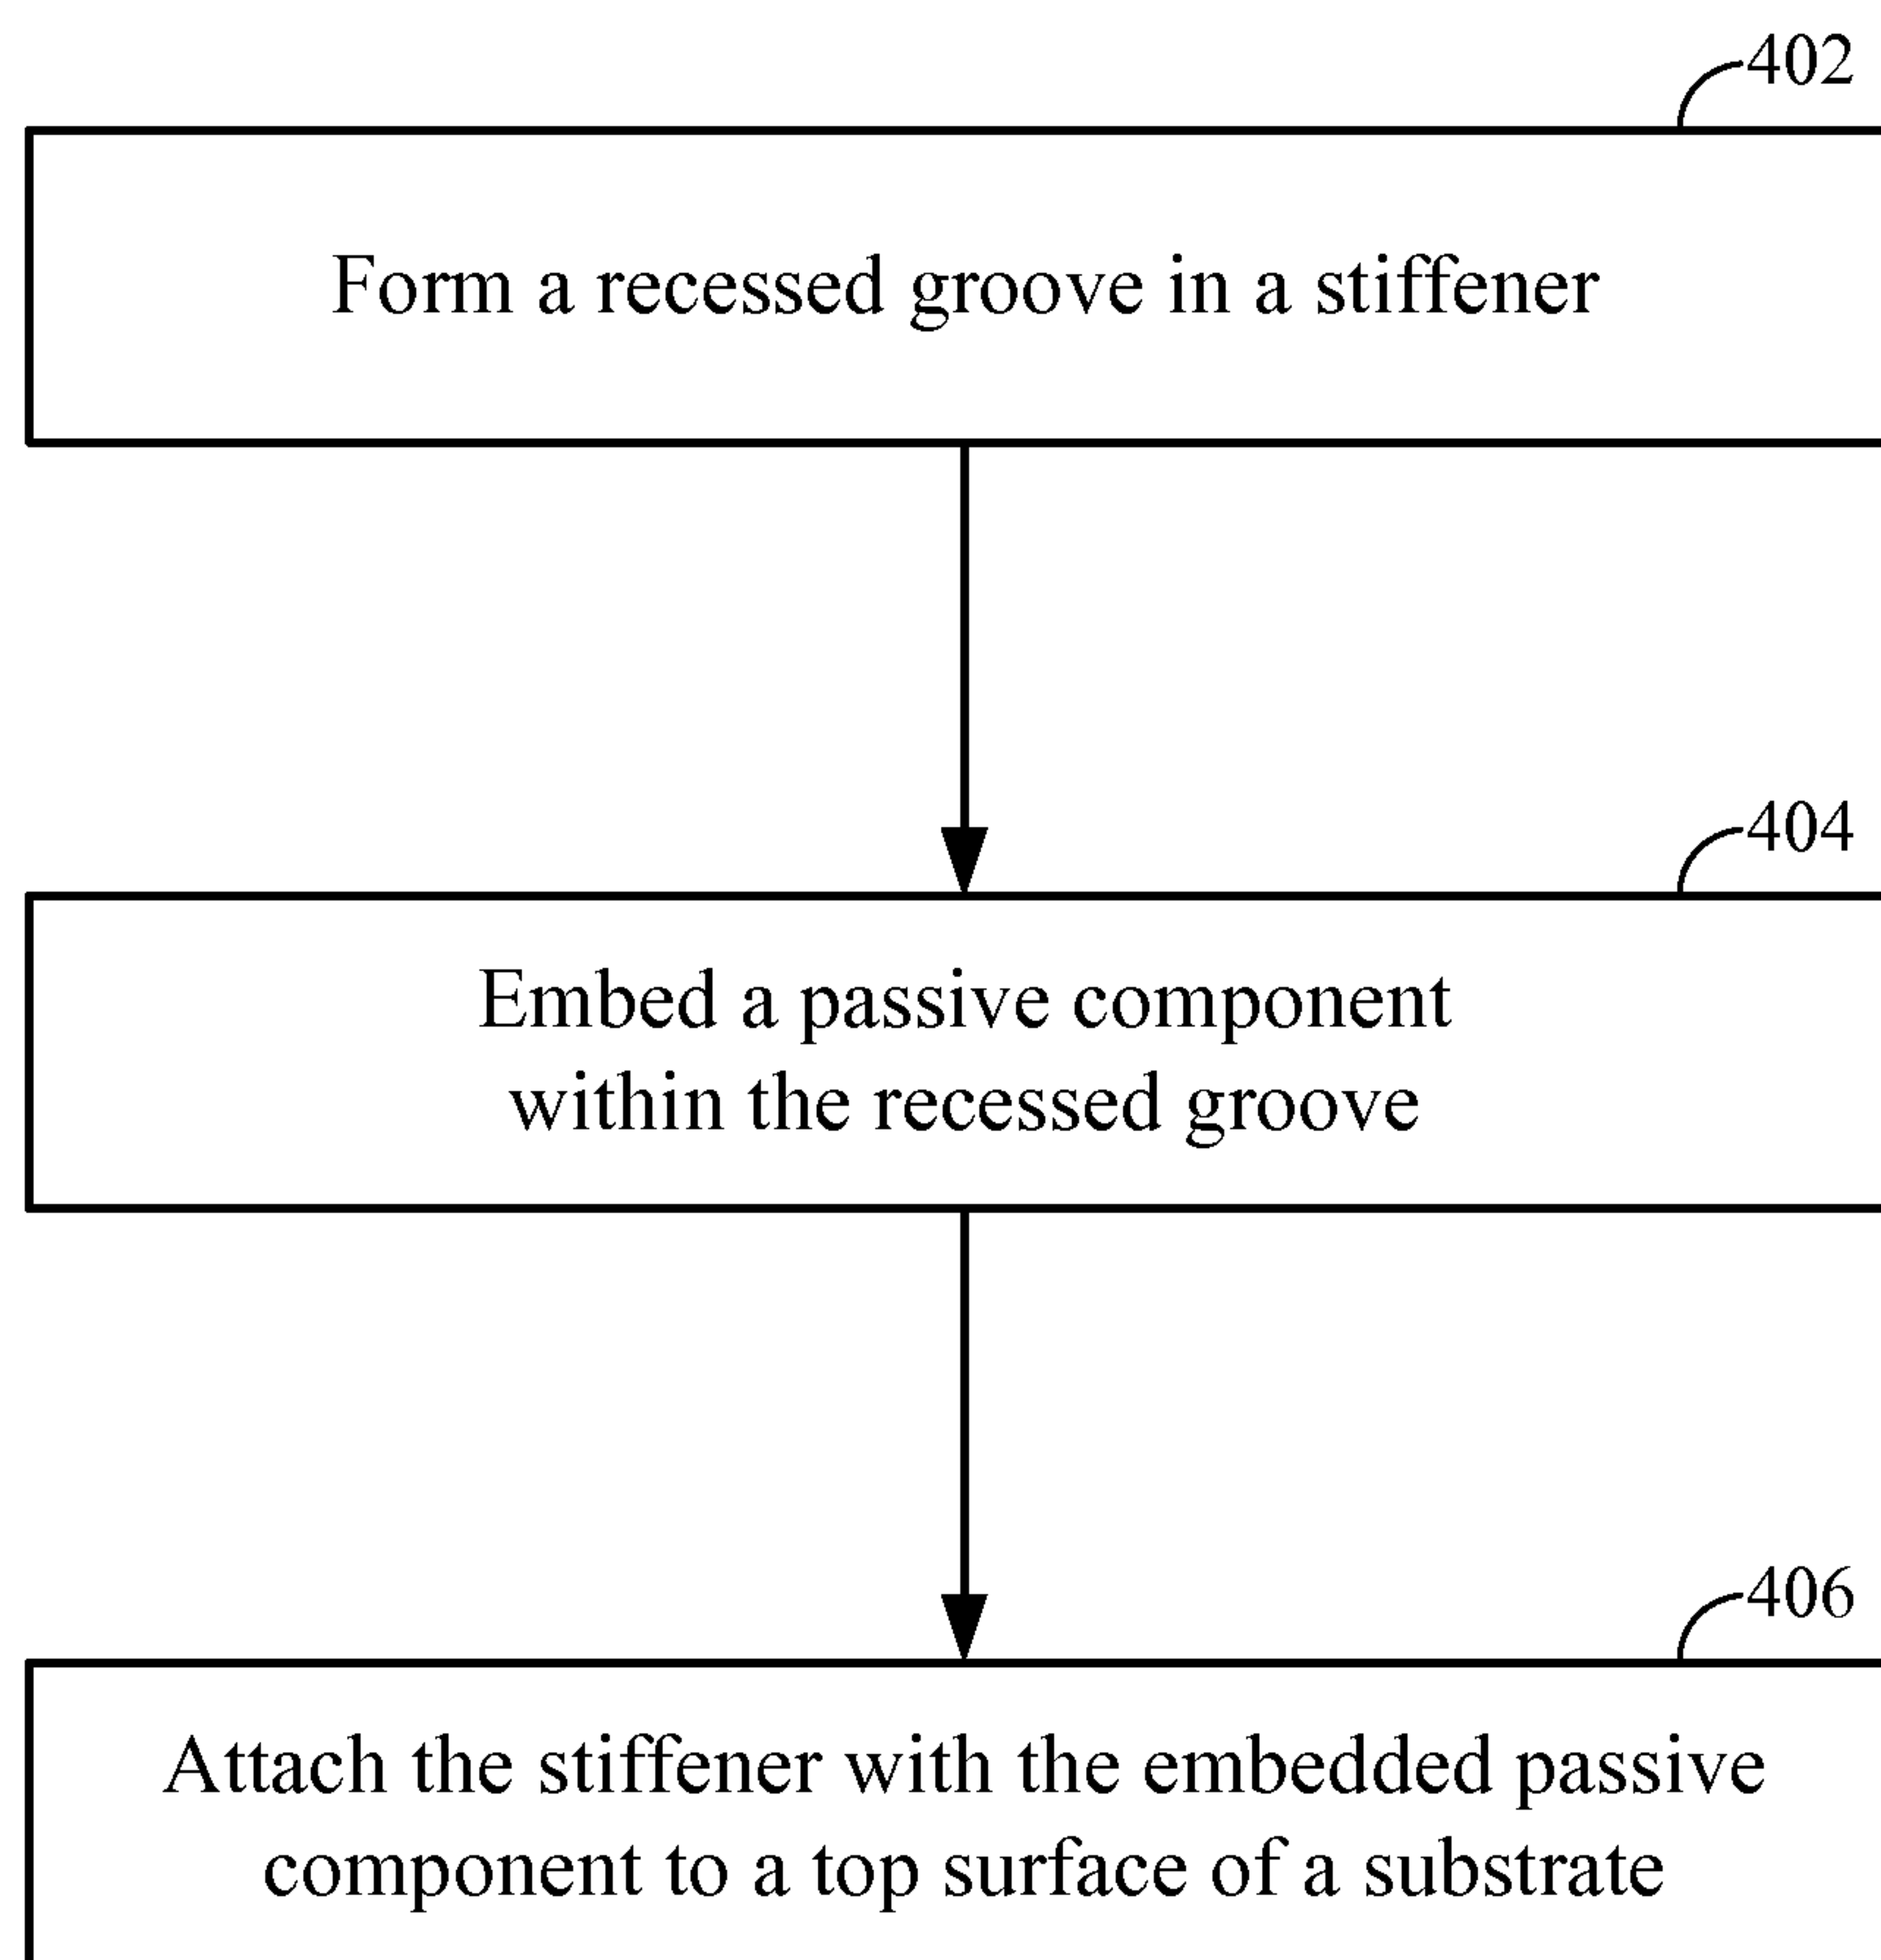 402
Form a recessed groove in a stiffener
404
Embed a passive component
within the recessed groove
406
Attach the stiffener with the embedded passive
component to a top surface of a substrate